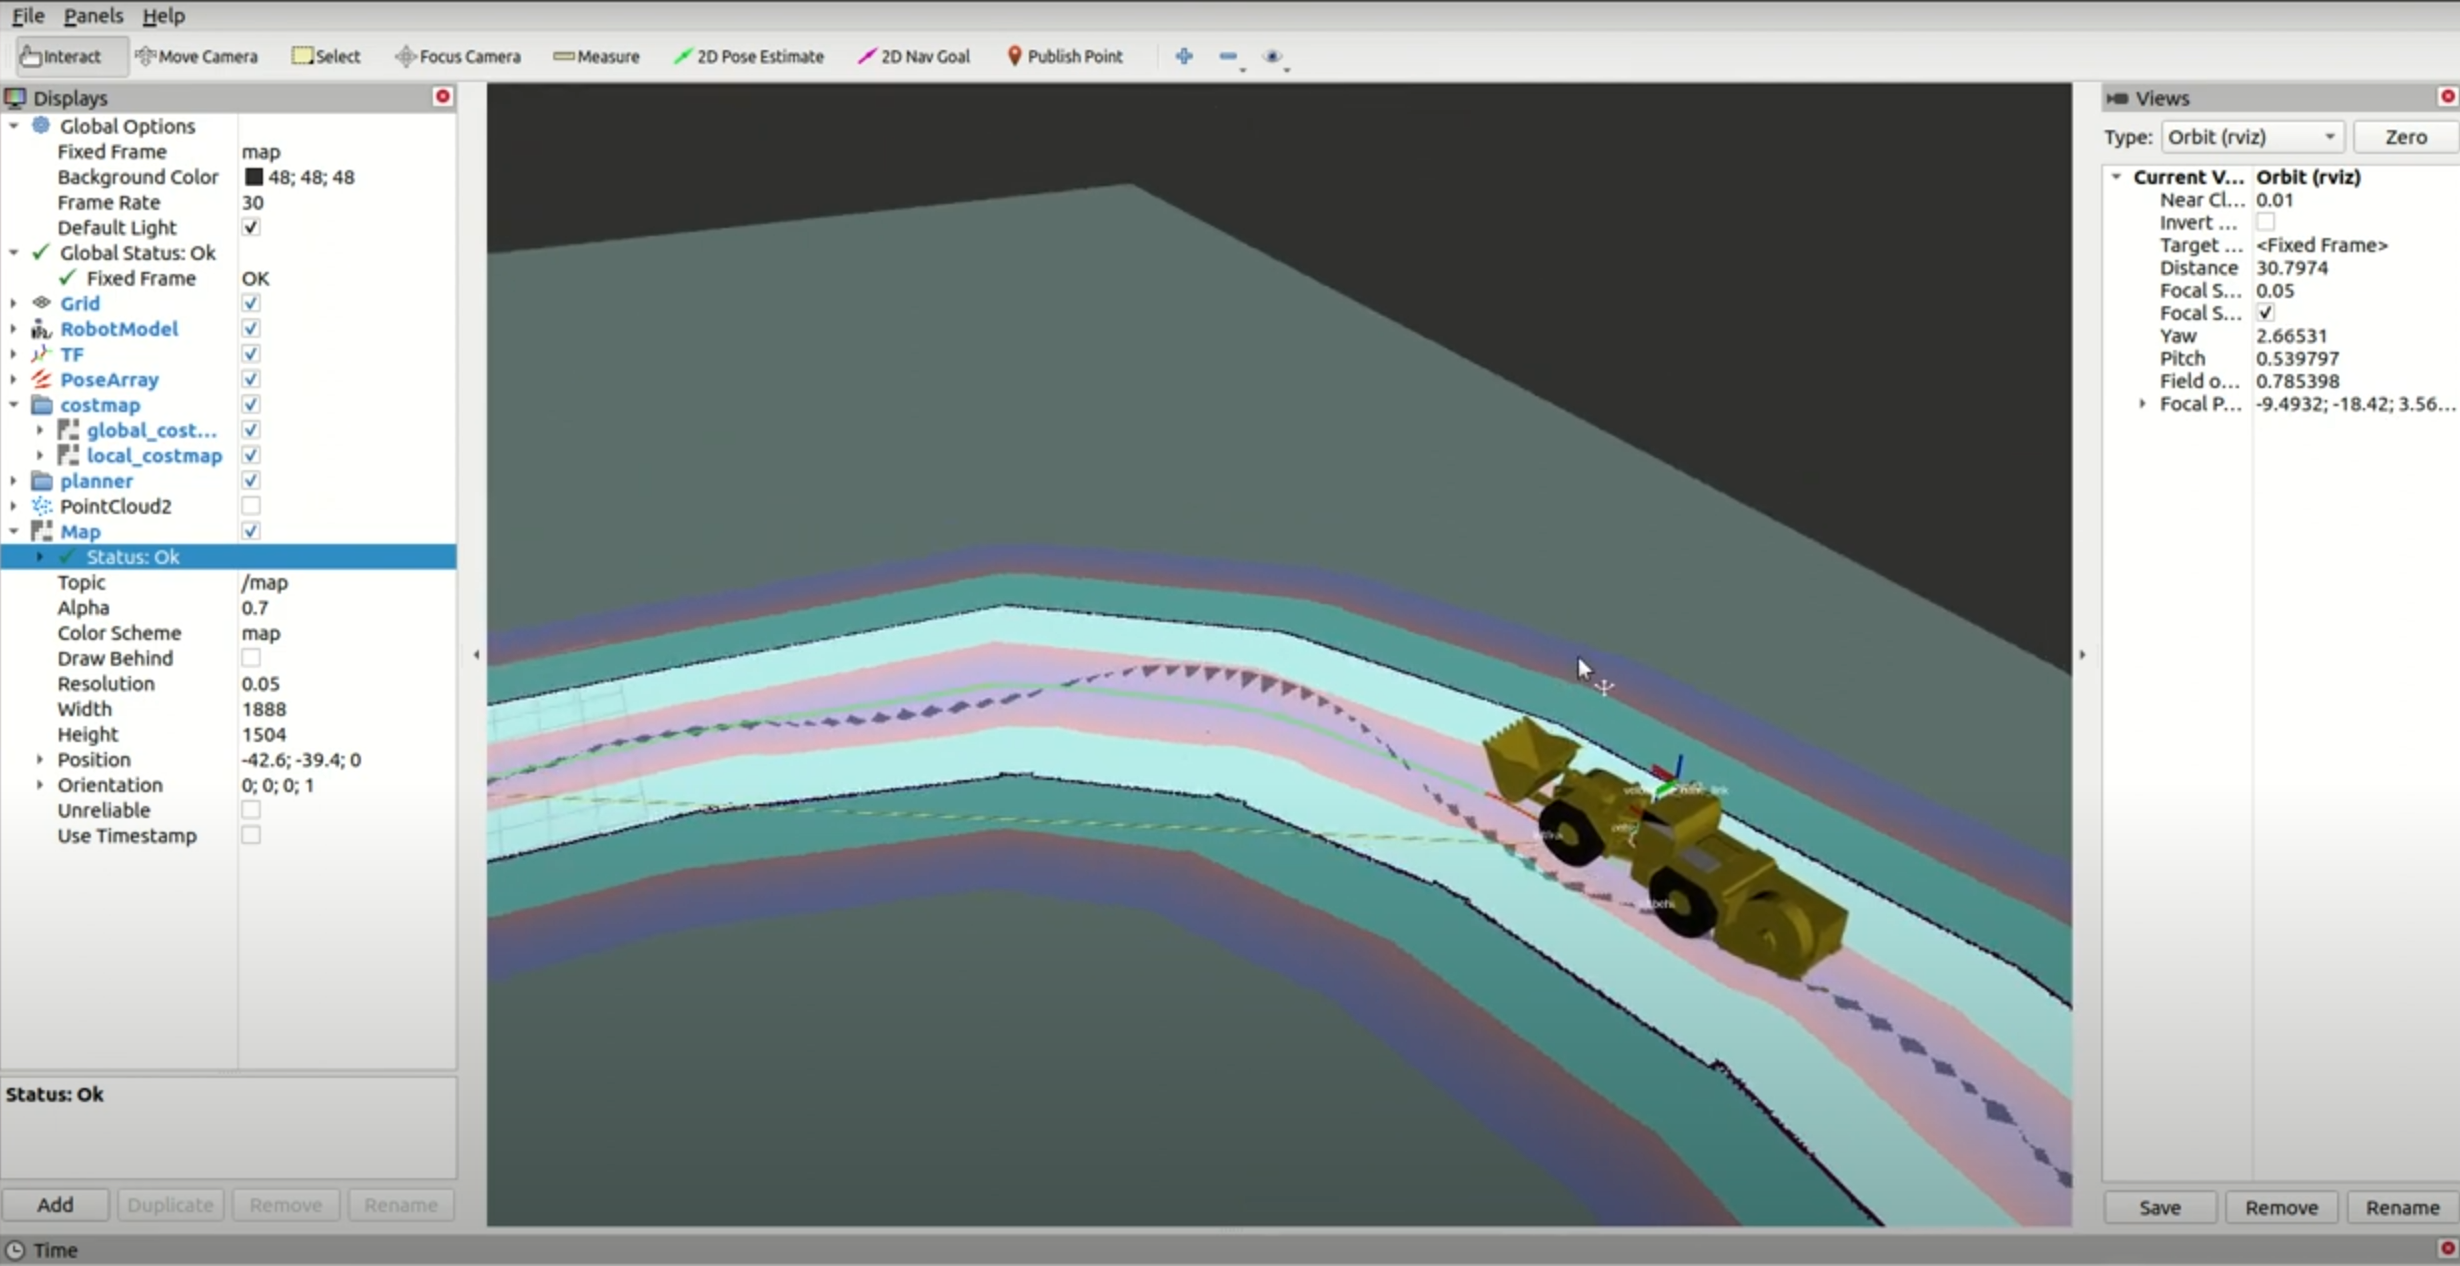 File Panels Help
Interact Move Camera Select Focus Camera Measure 2D Pose Estimate 2D Nav Goal Publish Point
Displays
Global Options
Fixed Frame map
Background Color 48; 48; 48
Frame Rate 30
Default Light
Global Status: Ok
Fixed Frame OK
Grid
RobotModel
TF
PoseArray
costmap
global_cost...
local_costmap
planner
PointCloud2
Map
Status: Ok
Topic /map
Alpha 0.7
Color Scheme map
Draw Behind
Resolution 0.05
Width 1888
Height 1504
Position -42.6; -39.4; 0
Orientation 0; 0; 0; 1
Unreliable
Use Timestamp
Status: Ok
Add Duplicate Remove Rename
Views
Type: Orbit (rviz) Zero
Current V... Orbit (rviz)
Near Cl... 0.01
Invert ...
Target ... <Fixed Frame>
Distance 30.7974
Focal S... 0.05
Focal S...
Yaw 2.66531
Pitch 0.539797
Field o... 0.785398
Focal P... -9.4932; -18.42; 3.56...
Save Remove Rename
Time